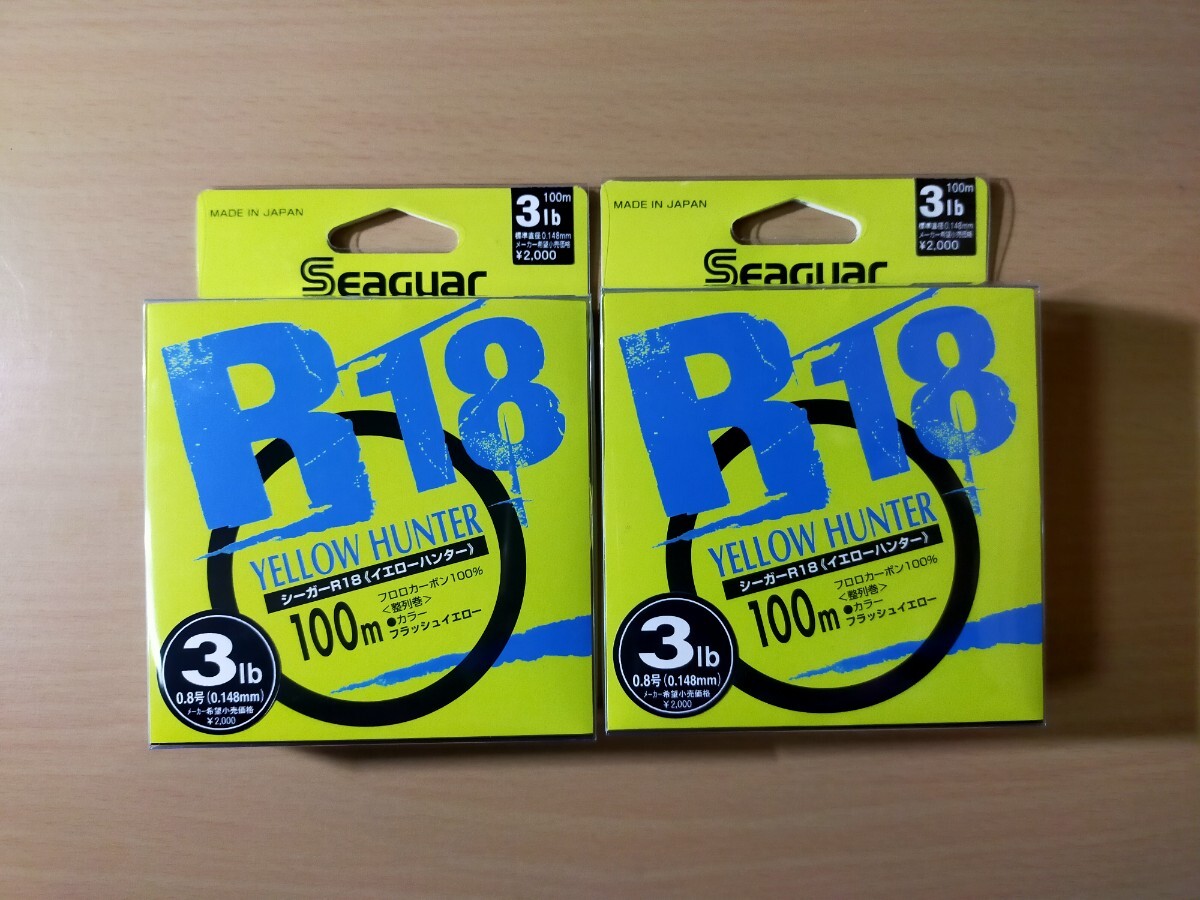 MADE IN JAPAN
100m
3lb
標準直径0.148mm
メーカー希望小売価格
¥2,000
Seaguar
R18
YELLOW HUNTER
シーガーR18《イエローハンター》
100m
フロロカーボン100%
<整列巻>
●カラー
フラッシュイエロー
3lb
0.8号(0.148mm)
メーカー希望小売価格
¥2,000
MADE IN JAPAN
100m
3lb
標準直径0.148mm
メーカー希望小売価格
¥2,000
Seaguar
R18
YELLOW HUNTER
シーガーR18《イエローハンター》
100m
フロロカーボン100%
<整列巻>
●カラー
フラッシュイエロー
3lb
0.8号(0.148mm)
メーカー希望小売価格
¥2,000